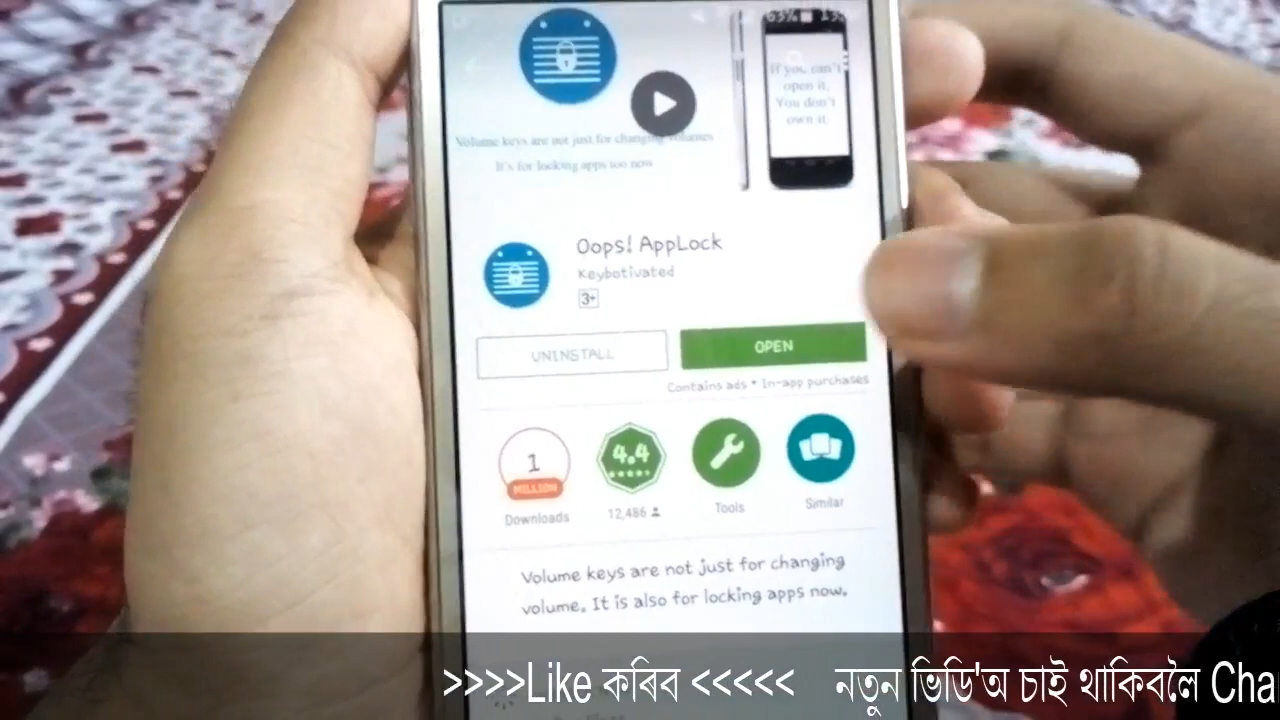 63%
If you can't
open it,
You don't
own it.
Volume keys are not just for changing volumes
It's for locking apps too now
Oops! AppLock
Keybotivated
3+
UNINSTALL
OPEN
Contains ads • In-app purchases
1
MILLION
4.4
Downloads
12,486
Tools
Similar
Volume keys are not just for changing
volume. It is also for locking apps now.
>>>>Like কৰিব <<<<< নতুন ভিডি'অ চাই থাকিবলৈ Cha